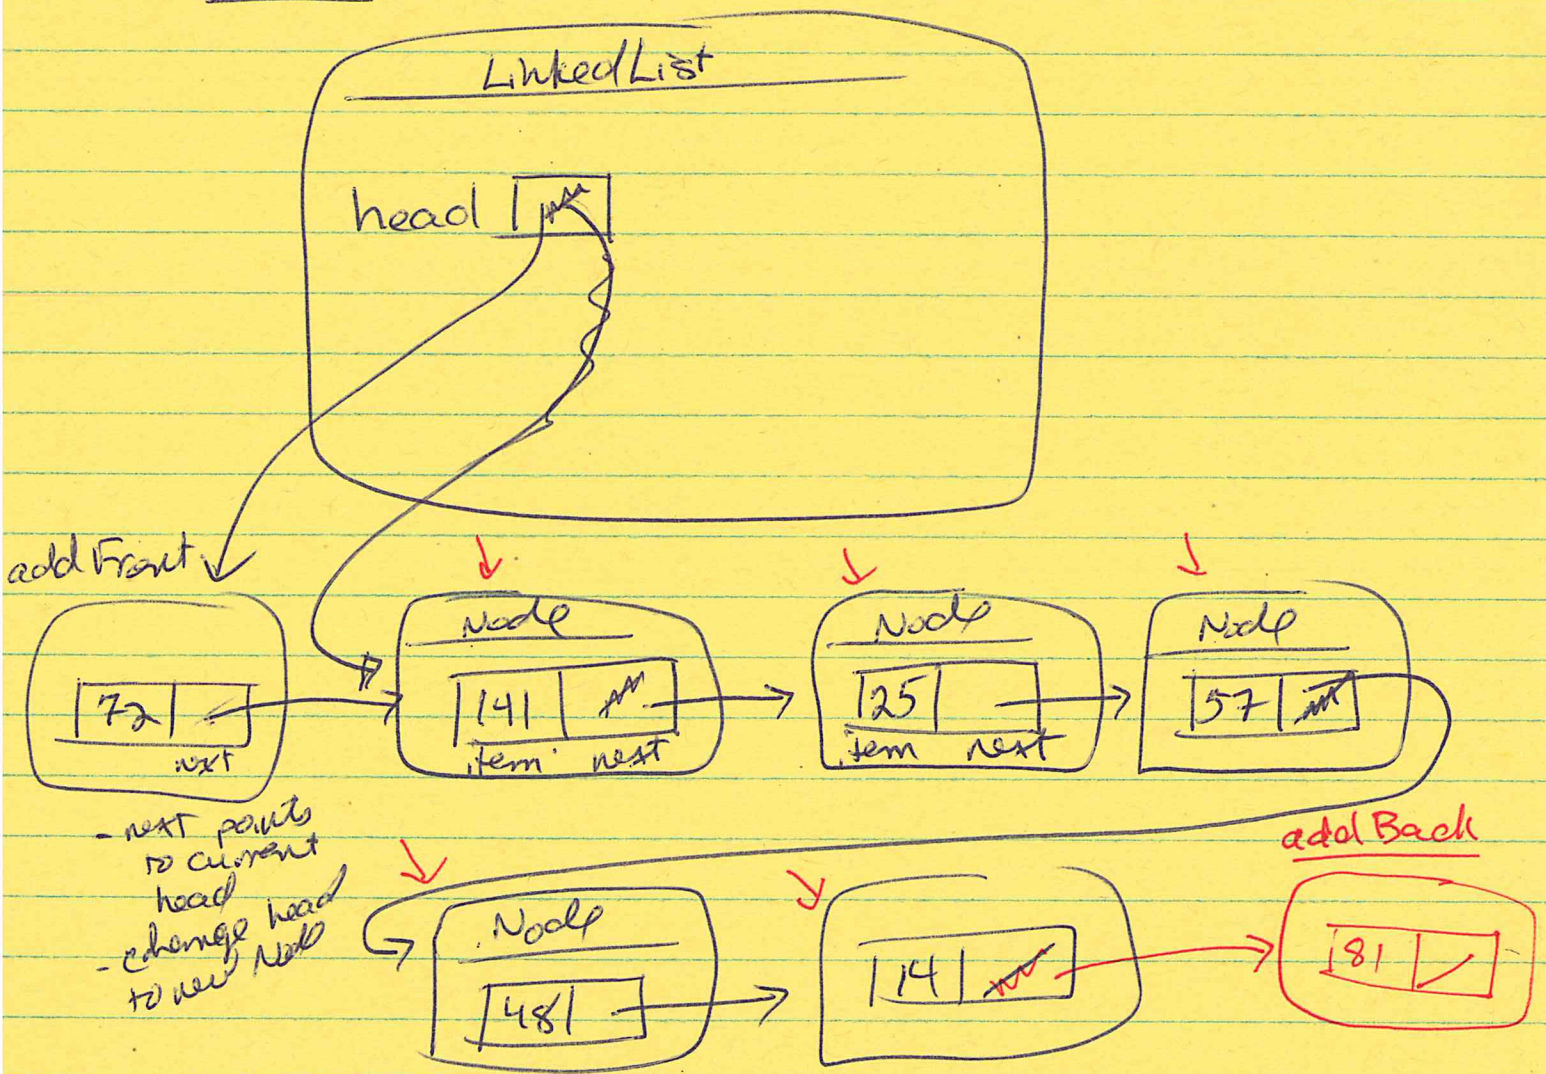 LinkedList
head
addFront
Node
Node
Node
72
141
25
57
next
item next
item next
- next points
to current
head
- change head
to new Node
addBack
Node
48
14
81